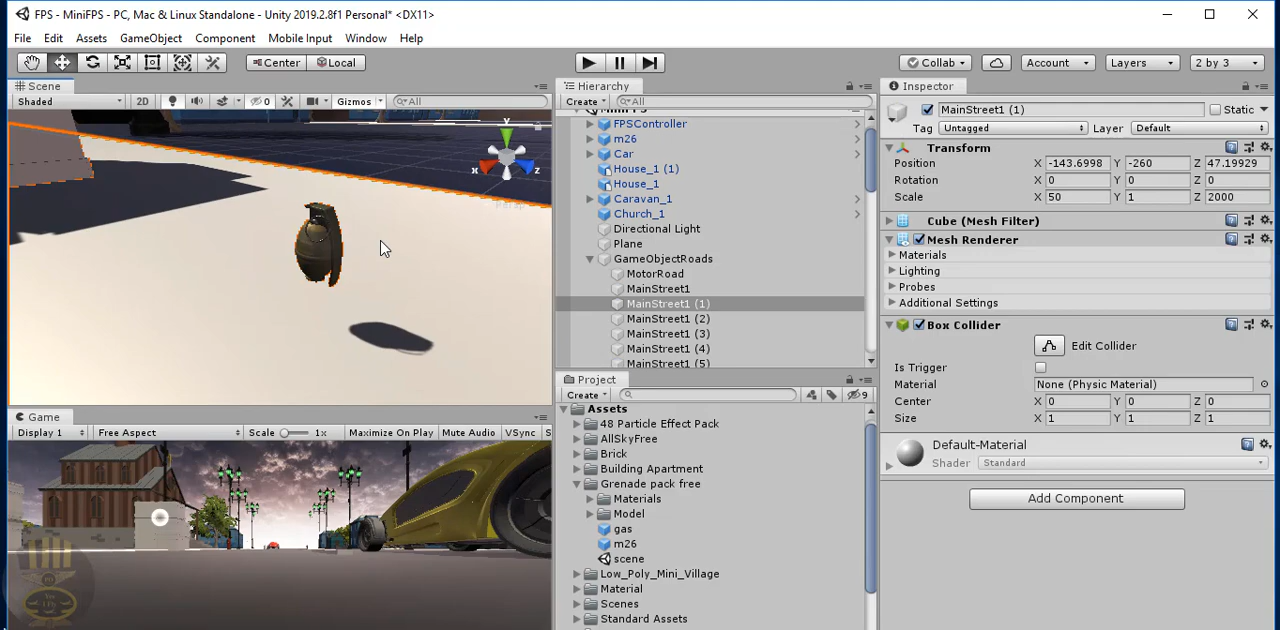 FPS - MiniFPS - PC, Mac & Linux Standalone - Unity 2019.2.8f1 Personal* <DX11>
File Edit Assets GameObject Component Mobile Input Window Help
Center Local Collab Account Layers 2 by 3
Scene
Shaded 2D 0 Gizmos All
y
x
z
Game
Display 1 Free Aspect Scale 1x Maximize On Play Mute Audio VSync S
Hierarchy
Create All
FPSController
m26
Car
House_1 (1)
House_1
Caravan_1
Church_1
Directional Light
Plane
GameObjectRoads
MotorRoad
MainStreet1
MainStreet1 (1)
MainStreet1 (2)
MainStreet1 (3)
MainStreet1 (4)
MainStreet1 (5)
Project
Create 9
Assets
48 Particle Effect Pack
AllSkyFree
Brick
Building Apartment
Grenade pack free
Materials
Model
gas
m26
scene
Low_Poly_Mini_Village
Material
Scenes
Standard Assets
Inspector
MainStreet1 (1) Static
Tag Untagged Layer Default
Transform
Position X -143.6998 Y -260 Z 47.19929
Rotation X 0 Y 0 Z 0
Scale X 50 Y 1 Z 2000
Cube (Mesh Filter)
Mesh Renderer
Materials
Lighting
Probes
Additional Settings
Box Collider
Edit Collider
Is Trigger
Material None (Physic Material)
Center X 0 Y 0 Z 0
Size X 1 Y 1 Z 1
Default-Material
Shader Standard
Add Component